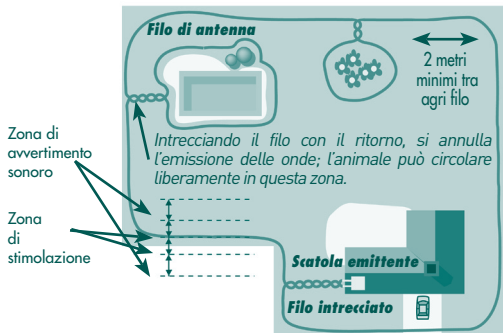 Filo di antenna
2 metri
minimi tra
agri filo
Intrecciando il filo con il ritorno, si annulla
l'emissione delle onde; l'animale può circolare
liberamente in questa zona.
Zona di
avvertimento
sonoro
Zona
di
stimolazione
Scatola emittente
Filo intrecciato